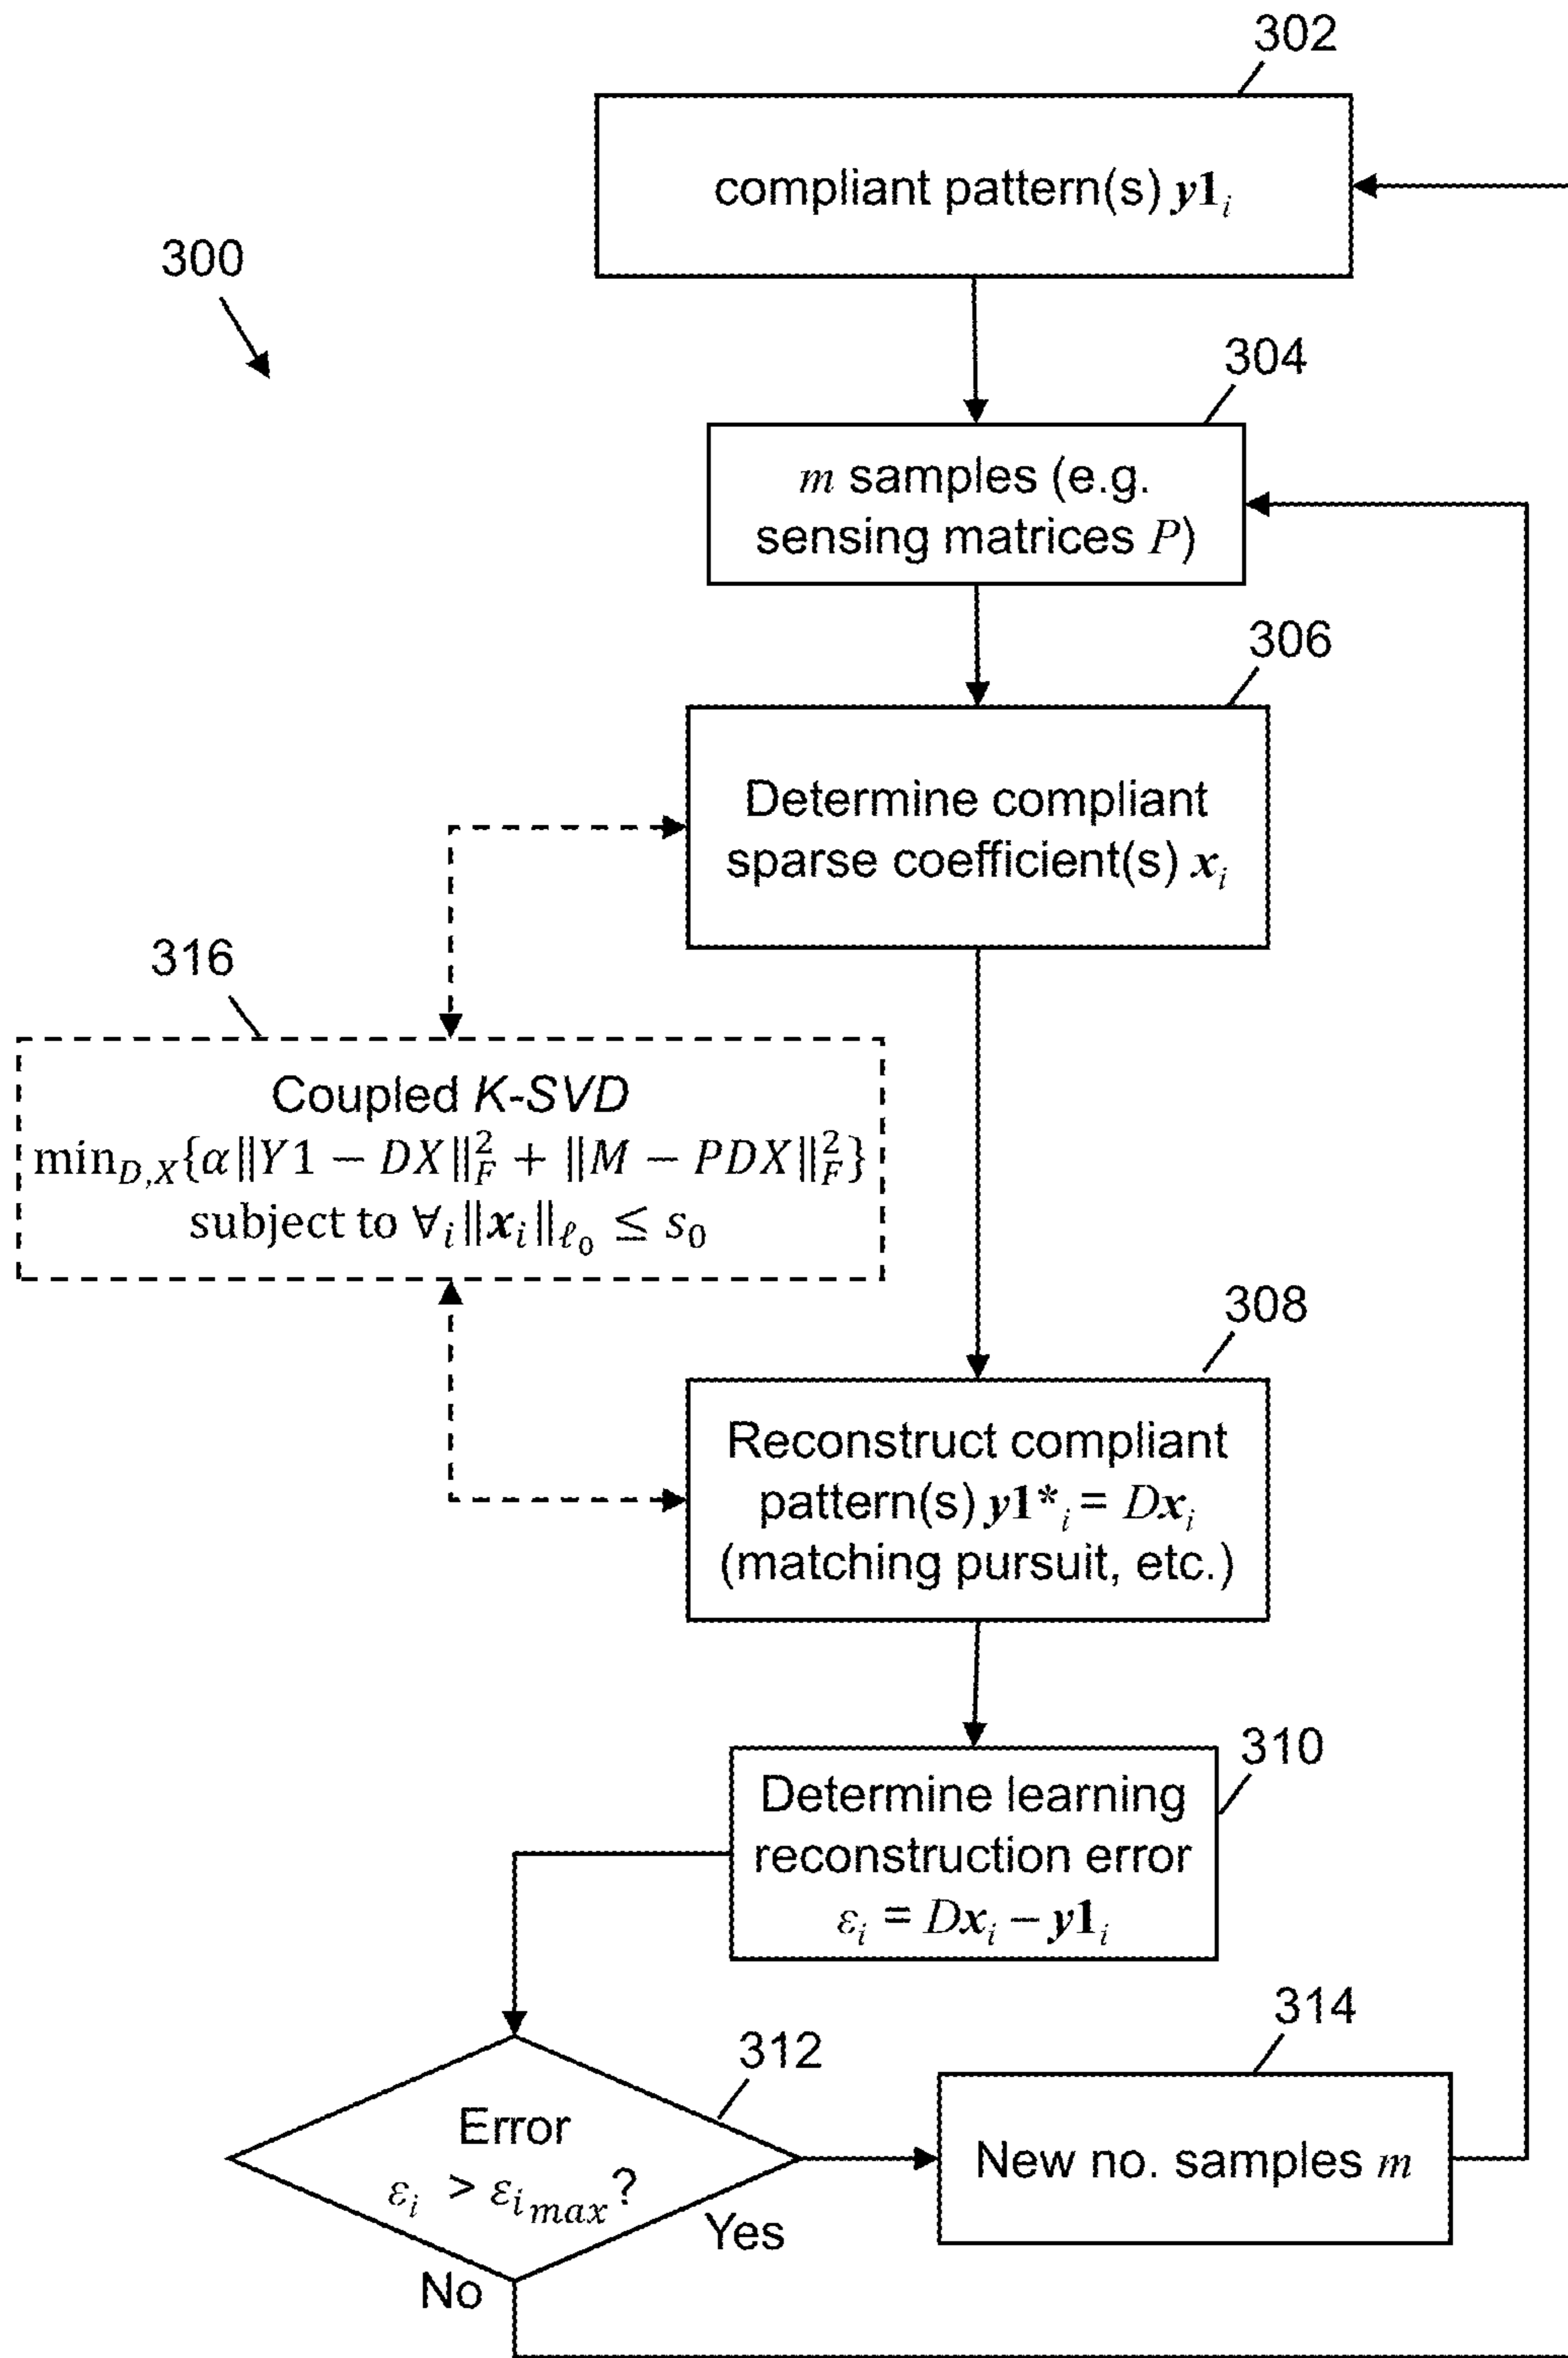 302
compliant pattern(s) y1ᵢ
300
304
m samples (e.g.
sensing matrices P)
306
Determine compliant
sparse coefficient(s) xᵢ
316
Coupled K-SVD
min_{D,X}{α‖Y1 − DX‖²_F + ‖M − PDX‖²_F}
subject to ∀ᵢ‖xᵢ‖_{ℓ₀} ≤ s₀
308
Reconstruct compliant
pattern(s) y1*ᵢ = Dxᵢ
(matching pursuit, etc.)
310
Determine learning
reconstruction error
εᵢ = Dxᵢ – y1ᵢ
312
Error
εᵢ > ε_{i_{max}}?
Yes
No
314
New no. samples m